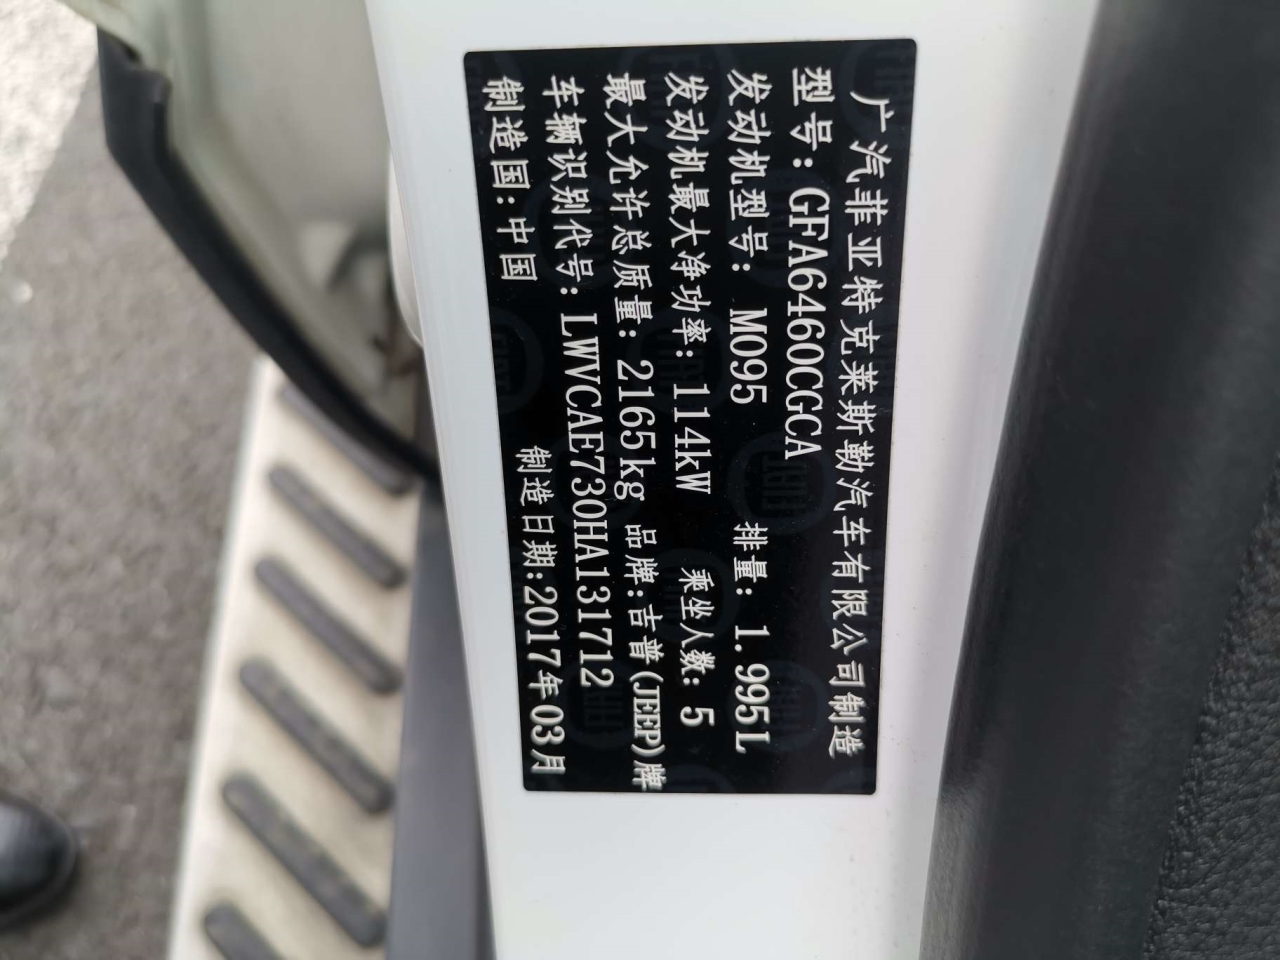 广汽菲亚特克莱斯勒汽车有限公司制造
型号:GFA6460CGCA
发动机型号: M095 排量: 1.995L
发动机最大净功率:114kW 乘坐人数: 5
最大允许总质量: 2165kg 品牌:吉普(JEEP)牌
车辆识别代号: LWVCAE730HA131712
制造国:中国 制造日期:2017年03月